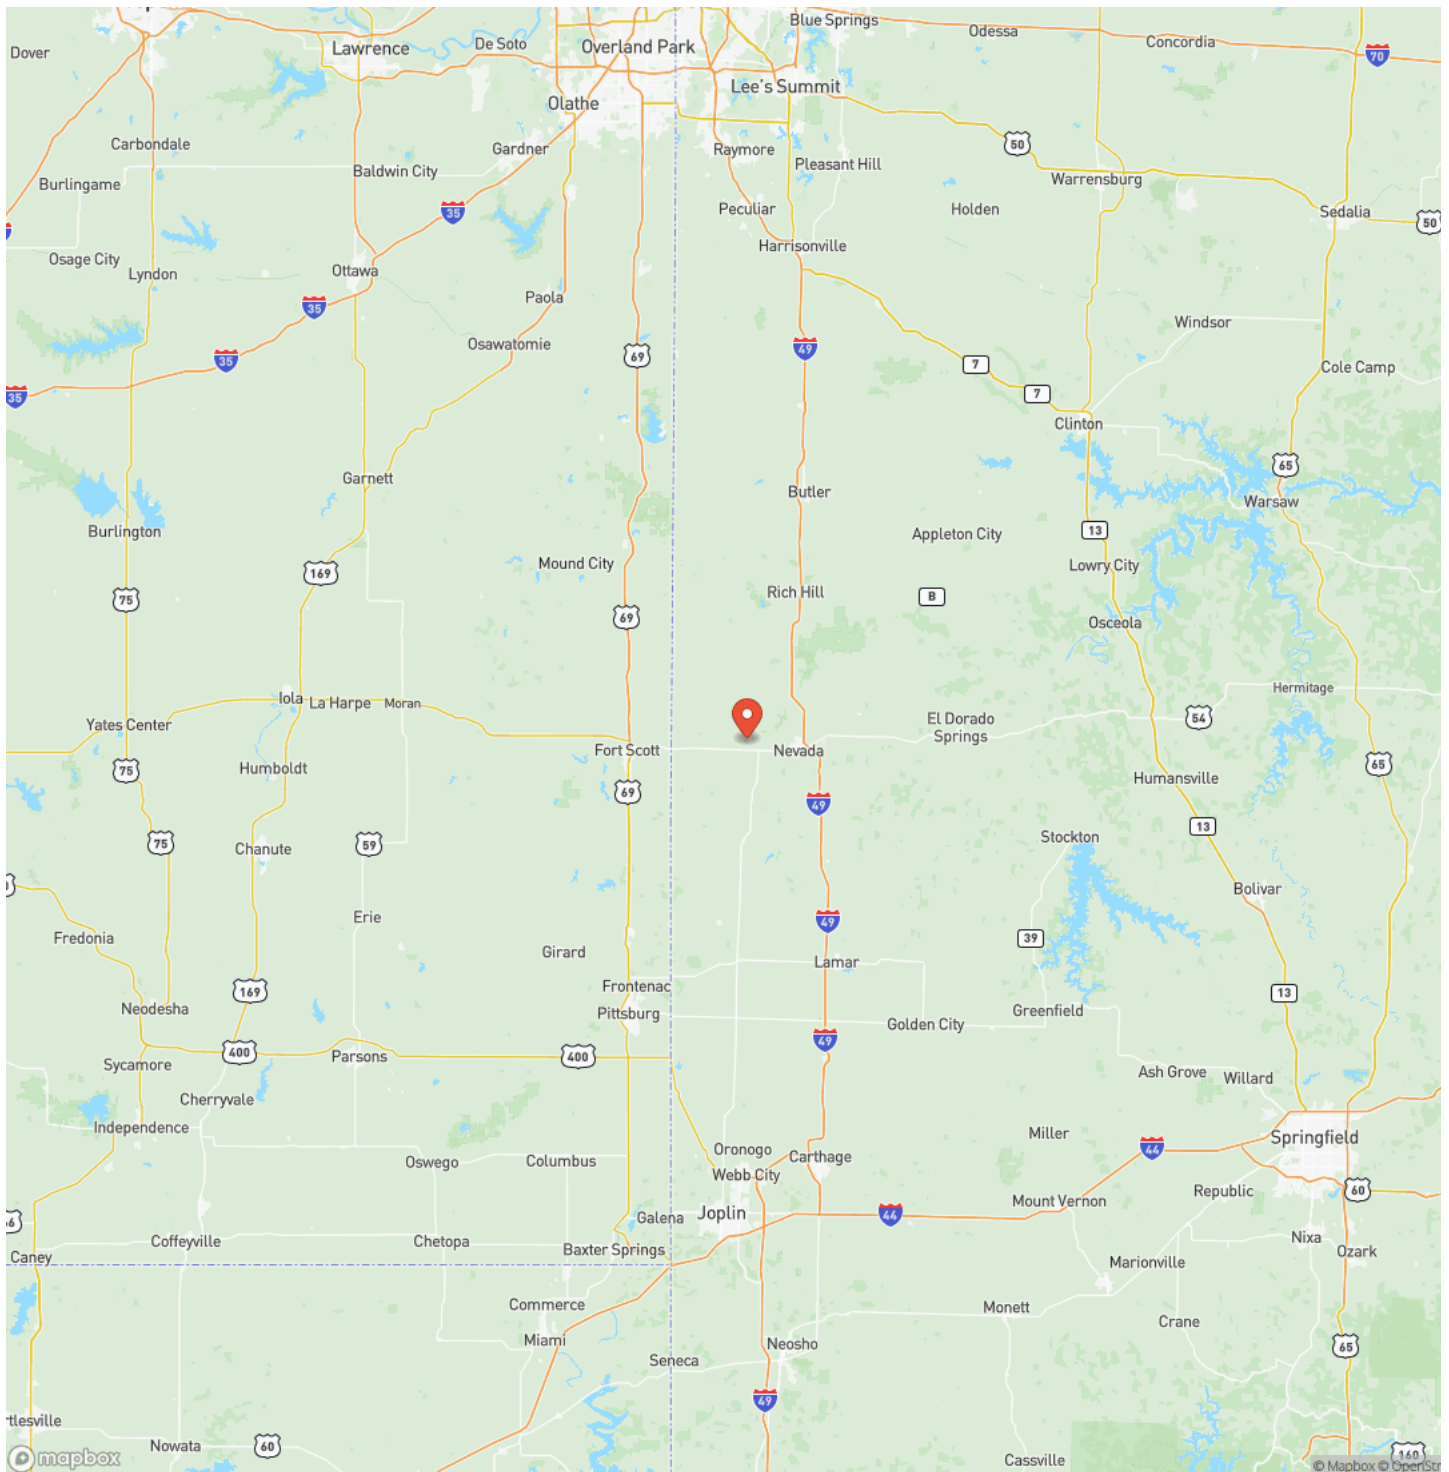 Blue Springs
Odessa
Concordia
70
Dover
Lawrence
De Soto
Overland Park
Lee's Summit
Olathe
50
Carbondale
Gardner
Raymore
Pleasant Hill
Baldwin City
Burlingame
Warrensburg
35
Peculiar
Holden
Sedalia
50
Harrisonville
Osage City
Lyndon
Ottawa
Paola
35
Windsor
Osawatomie
69
49
35
7
Cole Camp
35
7
Clinton
65
Garnett
Butler
Warsaw
Burlington
Appleton City
13
Mound City
Lowry City
169
75
Rich Hill
B
69
Osceola
Iola
La Harpe
Moran
Hermitage
Yates Center
El Dorado
Springs
54
Fort Scott
Nevada
75
Humboldt
65
Humansville
69
49
13
75
59
Chanute
Stockton
Bolivar
Erie
49
Fredonia
39
Girard
Lamar
Frontenac
169
13
Neodesha
Pittsburg
Golden City
Greenfield
49
Sycamore
400
Parsons
400
Ash Grove
Willard
Cherryvale
Independence
Miller
Springfield
Oronogo
Carthage
44
Oswego
Columbus
Webb City
Republic
60
Mount Vernon
Galena
Joplin
44
Coffeyville
Chetopa
Baxter Springs
Nixa
Ozark
Caney
Marionville
Commerce
Monett
Crane
Miami
Neosho
65
Seneca
49
rtlesville
Nowata
60
Cassville
160
mapbox
© Mapbox © OpenStr